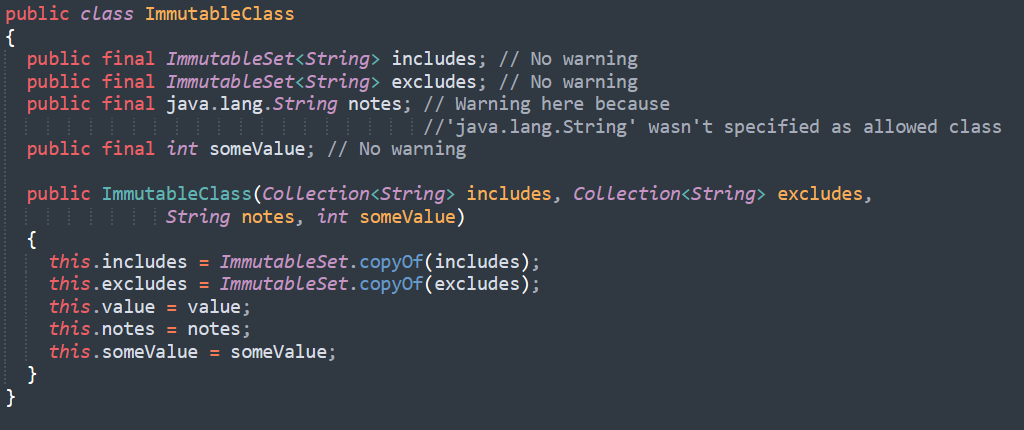 public class ImmutableClass
{
public final ImmutableSet<String> includes; // No warning
public final ImmutableSet<String> excludes; // No warning
public final java.lang.String notes; // Warning here because
//'java.lang.String' wasn't specified as allowed class
public final int someValue; // No warning
public ImmutableClass(Collection<String> includes, Collection<String> excludes,
String notes, int someValue)
{
this.includes = ImmutableSet.copyOf(includes);
this.excludes = ImmutableSet.copyOf(excludes);
this.value = value;
this.notes = notes;
this.someValue = someValue;
}
}